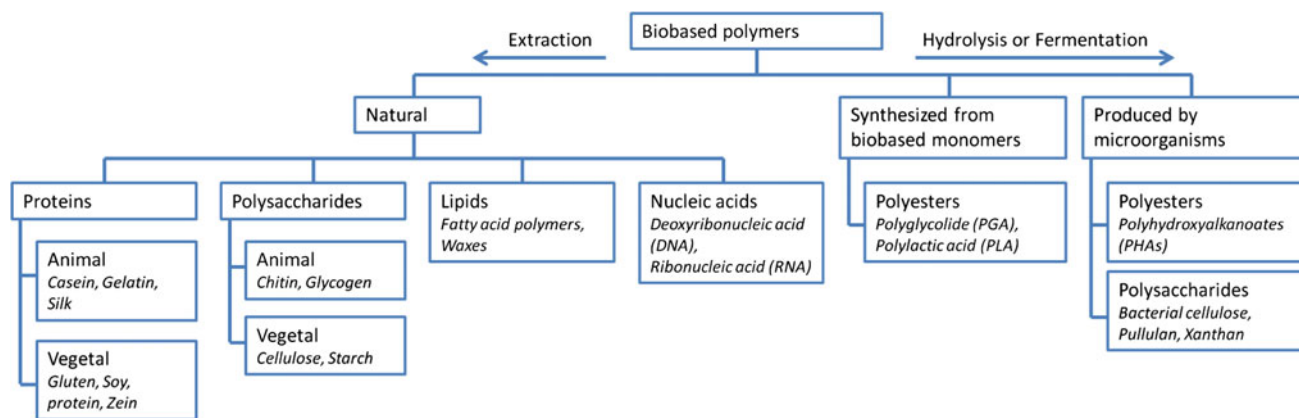 Biobased polymers
Extraction
Hydrolysis or Fermentation
Natural
Synthesized from
biobased monomers
Produced by
microorganisms
Proteins
Polysaccharides
Lipids
Fatty acid polymers,
Waxes
Nucleic acids
Deoxyribonucleic acid
(DNA),
Ribonucleic acid (RNA)
Polyesters
Polyglycolide (PGA),
Polylactic acid (PLA)
Polyesters
Polyhydroxyalkanoates
(PHAs)
Animal
Casein, Gelatin,
Silk
Animal
Chitin, Glycogen
Polysaccharides
Bacterial cellulose,
Pullulan, Xanthan
Vegetal
Gluten, Soy,
protein, Zein
Vegetal
Cellulose, Starch